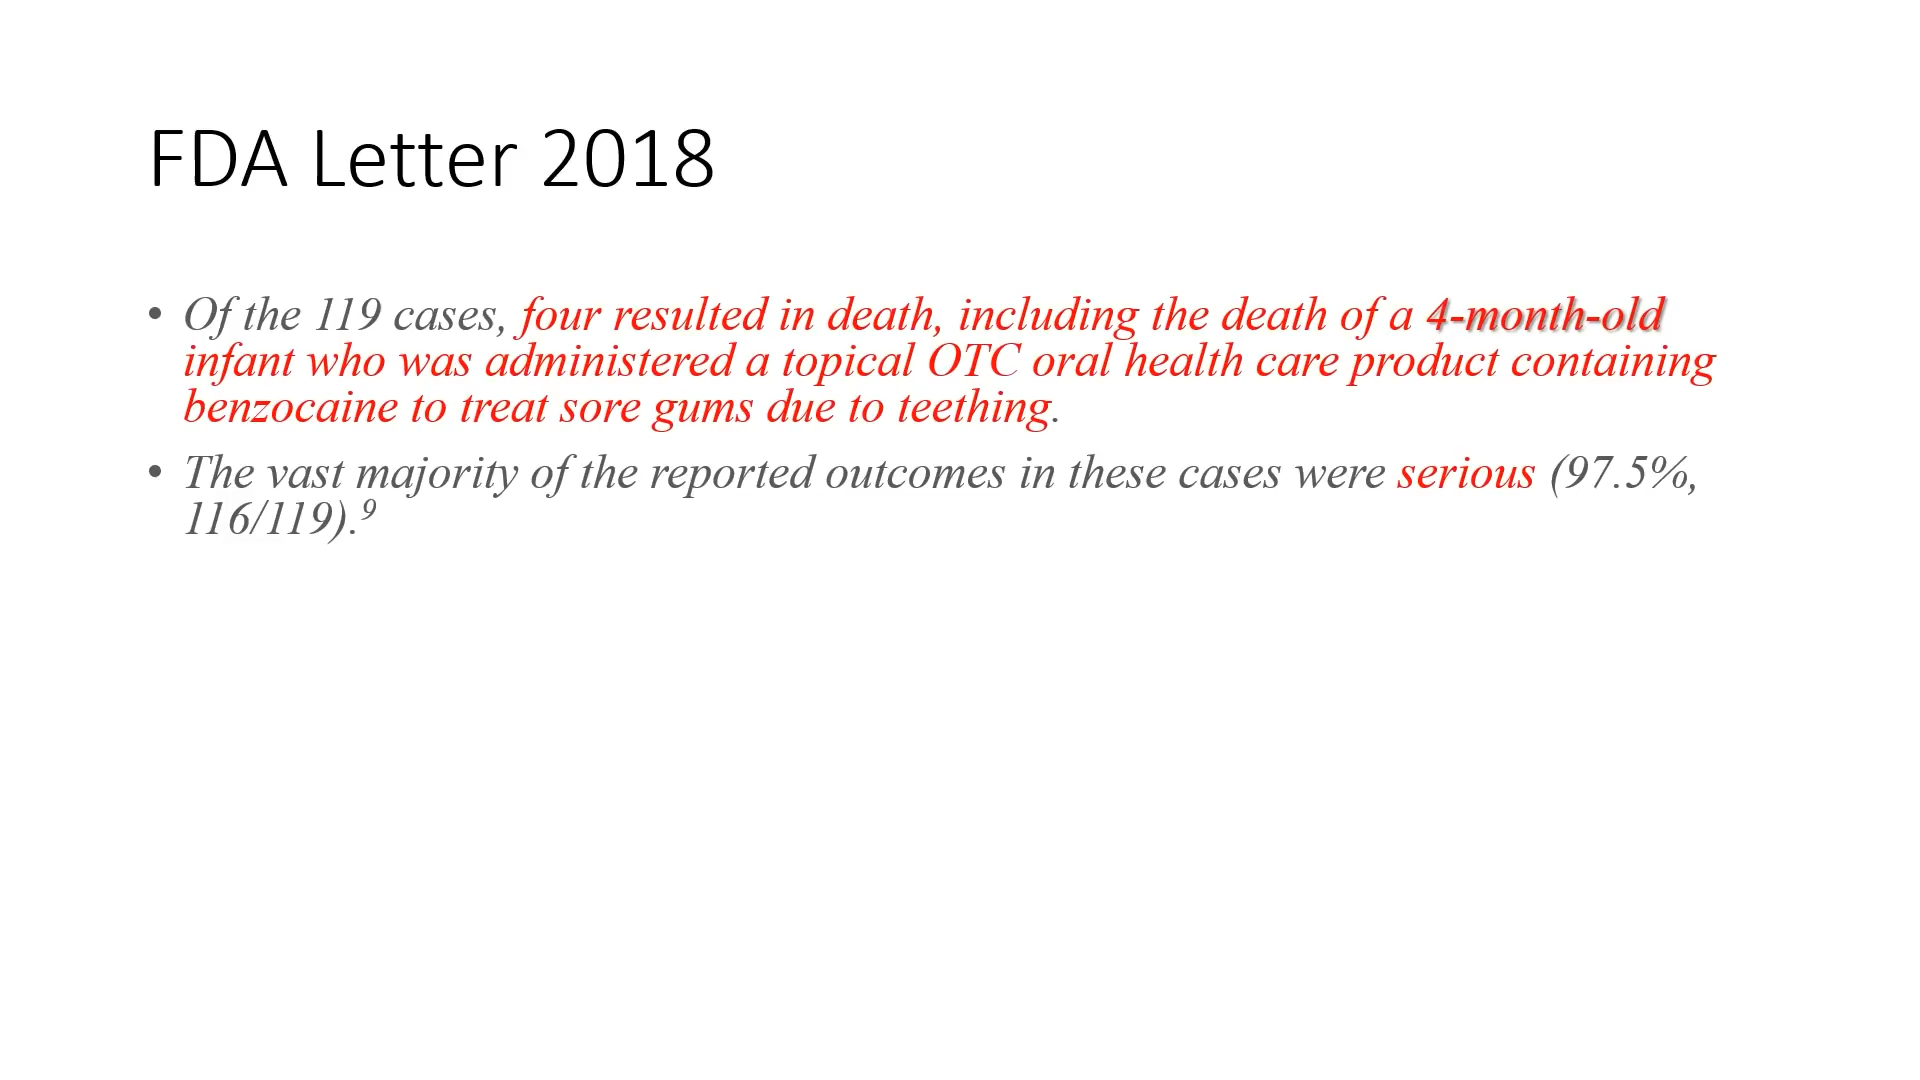 FDA Letter 2018
• Of the 119 cases, four resulted in death, including the death of a 4-month-old
infant who was administered a topical OTC oral health care product containing
benzocaine to treat sore gums due to teething.
• The vast majority of the reported outcomes in these cases were serious (97.5%,
116/119).⁹